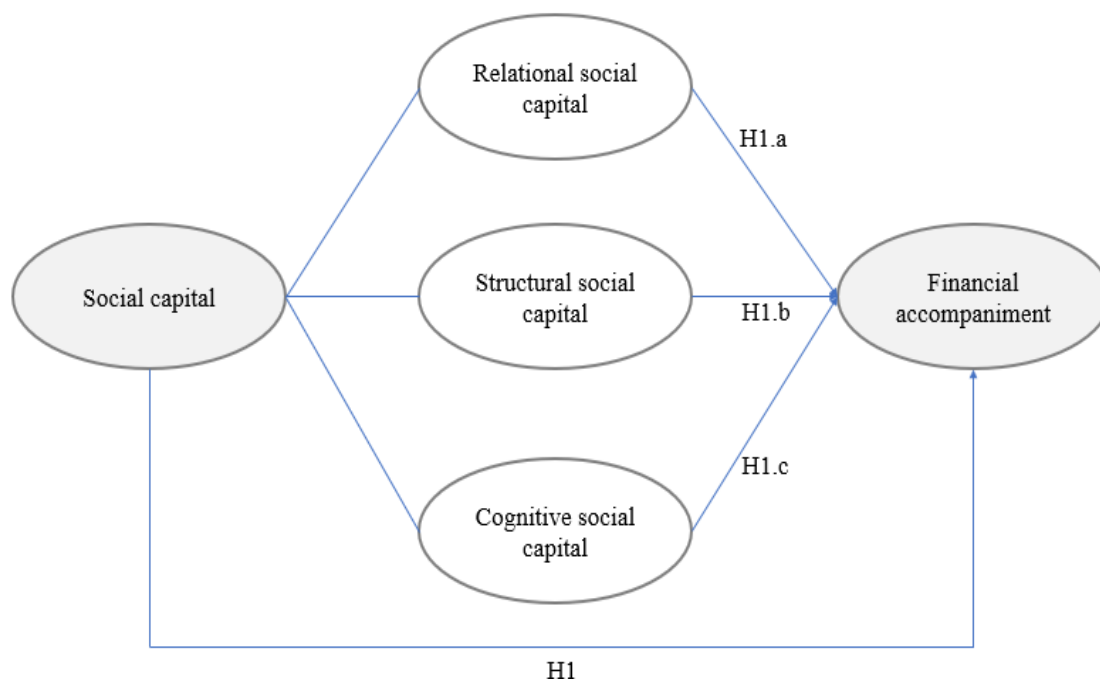 Relational social
capital
H1.a
Social capital
Structural social
capital
H1.b
Financial
accompaniment
H1.c
Cognitive social
capital
H1